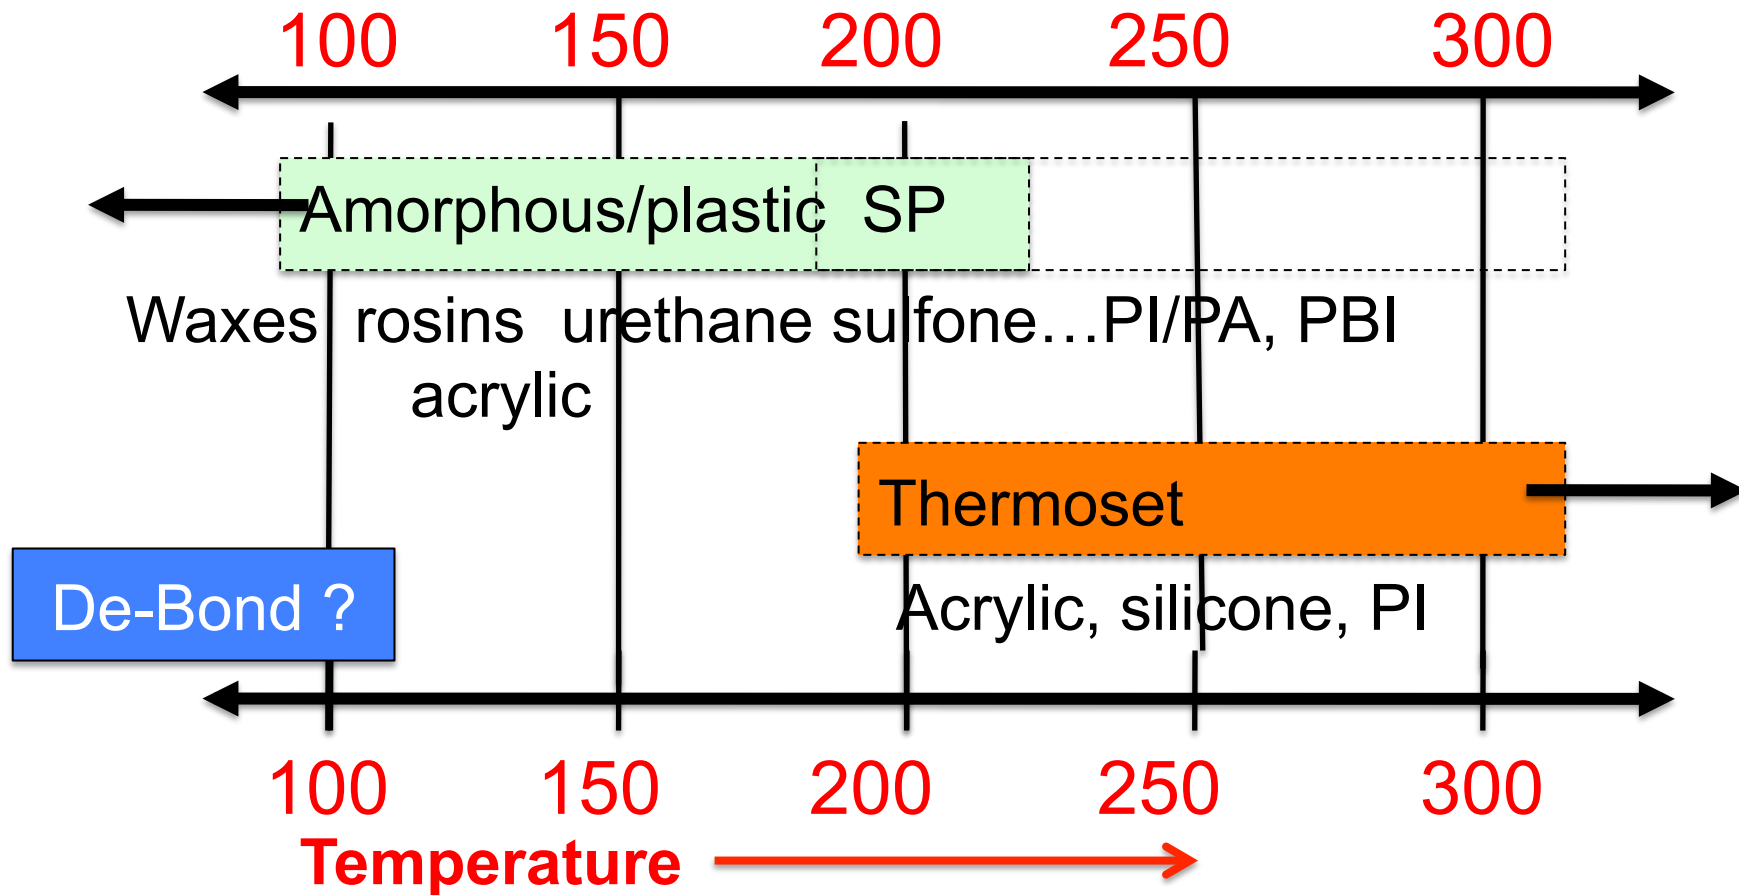 100 150 200 250 300
Amorphous/plastic SP
Waxes rosins urethane sulfone…PI/PA, PBI
acrylic
Thermoset
De-Bond ?
Acrylic, silicone, PI
100 150 200 250 300
Temperature